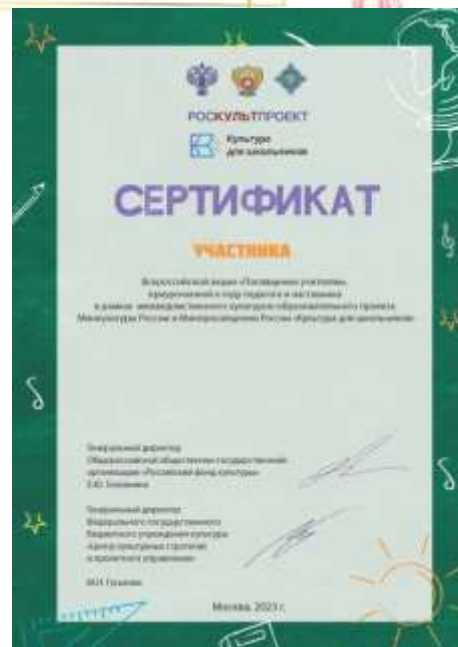 РОСКУЛЬТПРОЕКТ
Культура
для школьников
СЕРТИФИКАТ
УЧАСТНИКА
Всероссийской акции «Посвящение учителям»,
приуроченной к году педагога и наставника
в рамках межведомственного культурно-образовательного проекта
Минкультуры России и Минпросвещения России «Культура для школьников»
Генеральный директор
Общероссийской общественно-государственной
организации «Российский фонд культуры»
Е.Ю.
Генеральный директор
Федерального государственного
бюджетного учреждения культуры
«Центр культурных стратегий
и проектного управления»
Москва, 2023 г.